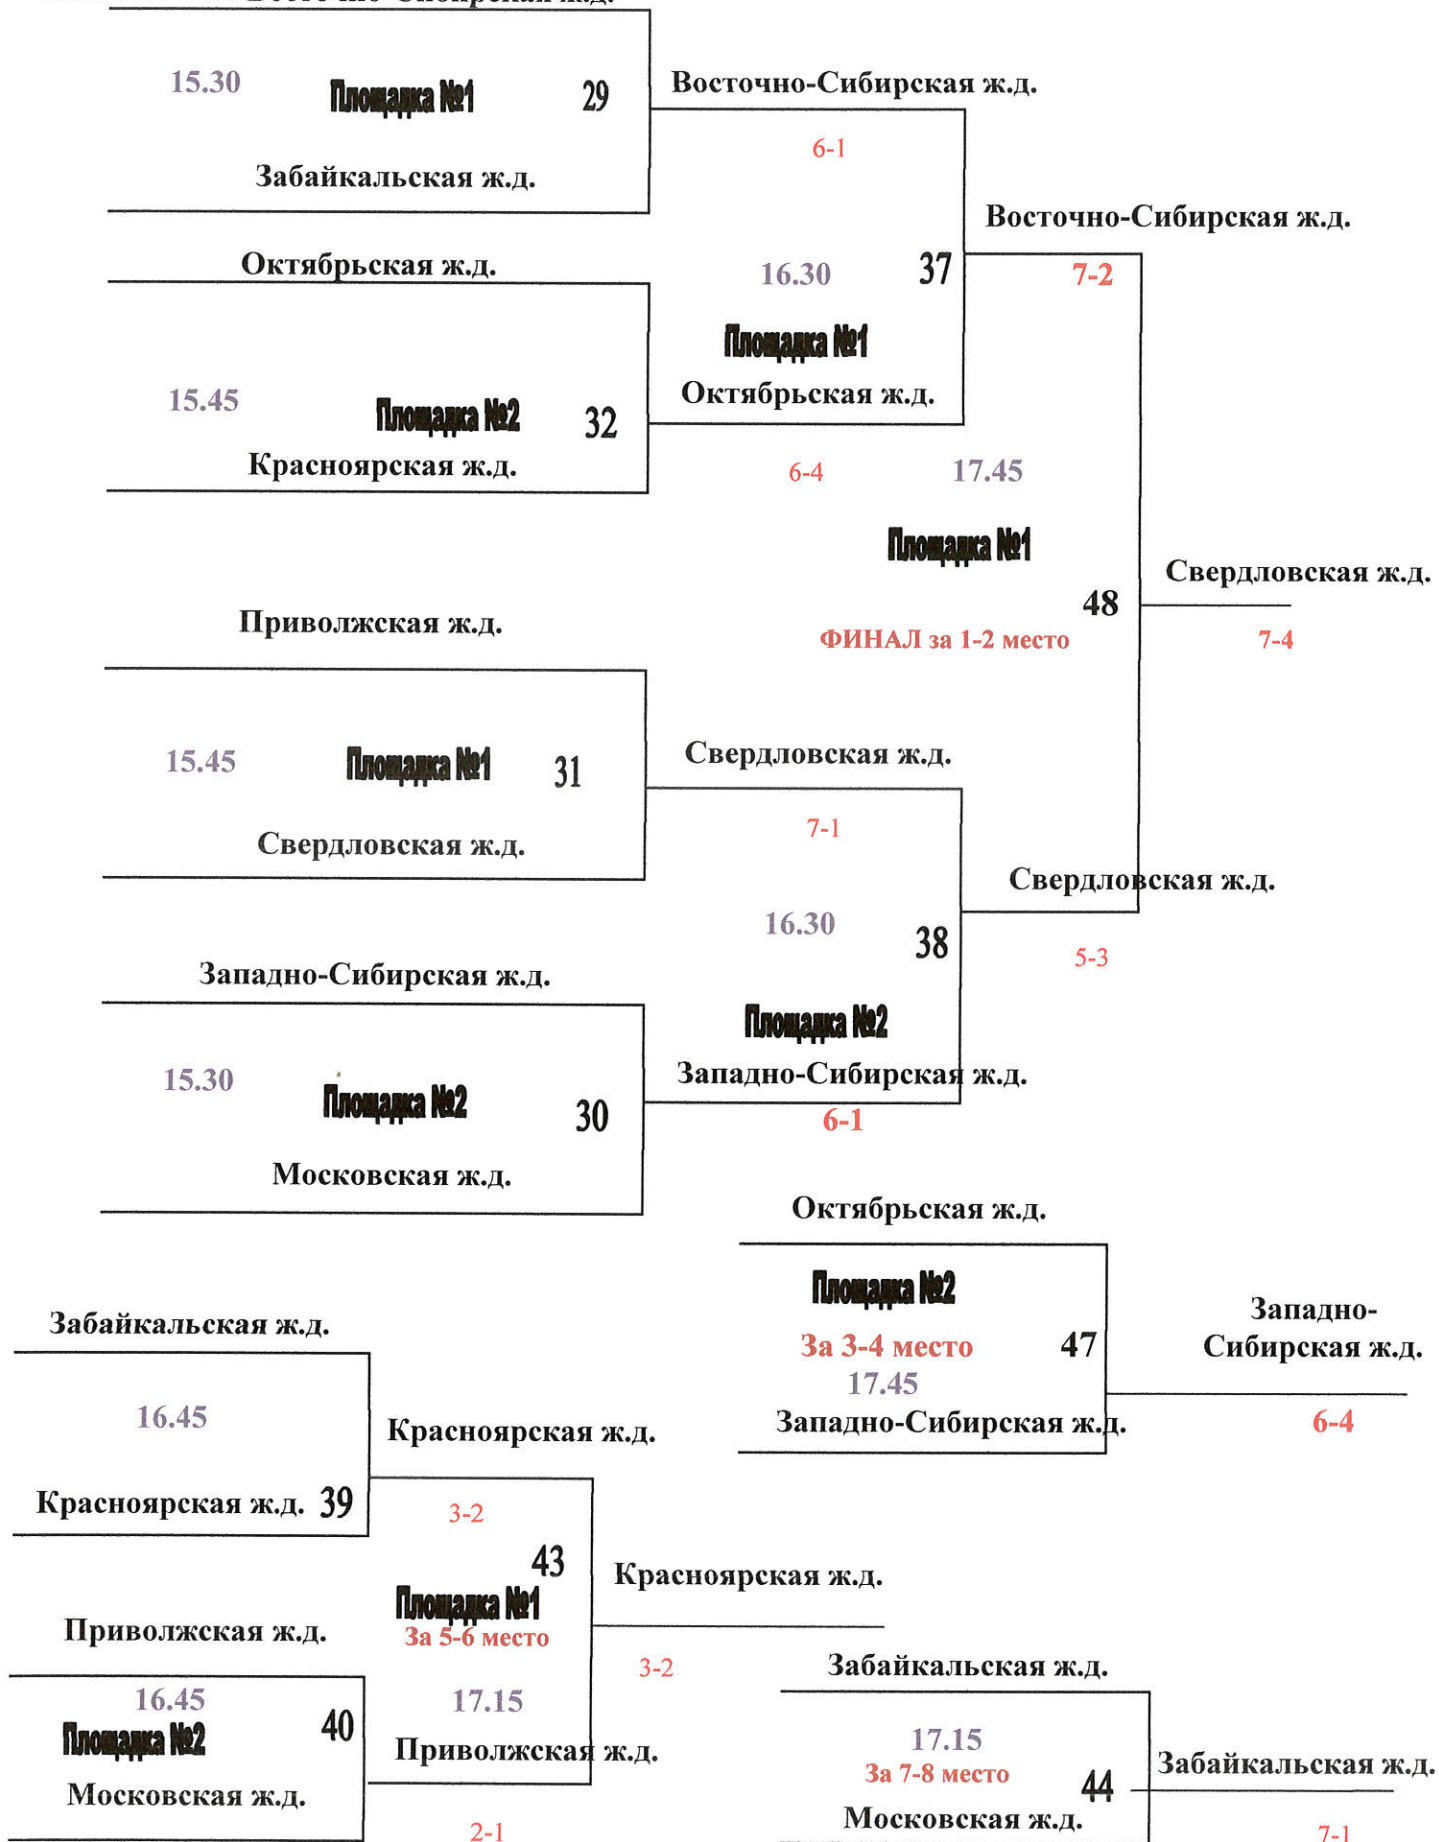 15.30
Площадка №1
29
Забайкальская ж.д.
Восточно-Сибирская ж.д.
6-1
Октябрьская ж.д.
15.45
Площадка №2
32
Красноярская ж.д.
16.30
37
Площадка №1
Октябрьская ж.д.
6-4
Восточно-Сибирская ж.д.
7-2
17.45
Площадка №1
48
ФИНАЛ за 1-2 место
Свердловская ж.д.
7-4
Приволжская ж.д.
15.45
Площадка №1
31
Свердловская ж.д.
Свердловская ж.д.
7-1
16.30
38
Площадка №2
Свердловская ж.д.
5-3
Западно-Сибирская ж.д.
15.30
Площадка №2
30
Московская ж.д.
Западно-Сибирская ж.д.
6-1
Октябрьская ж.д.
Площадка №2
За 3-4 место
47
17.45
Западно-Сибирская ж.д.
Западно-
Сибирская ж.д.
6-4
Забайкальская ж.д.
16.45
Красноярская ж.д.
39
Красноярская ж.д.
3-2
43
Площадка №1
За 5-6 место
17.15
Красноярская ж.д.
3-2
Приволжская ж.д.
16.45
Площадка №2
40
Московская ж.д.
Приволжская ж.д.
2-1
Забайкальская ж.д.
17.15
За 7-8 место
44
Московская ж.д.
Забайкальская ж.д.
7-1